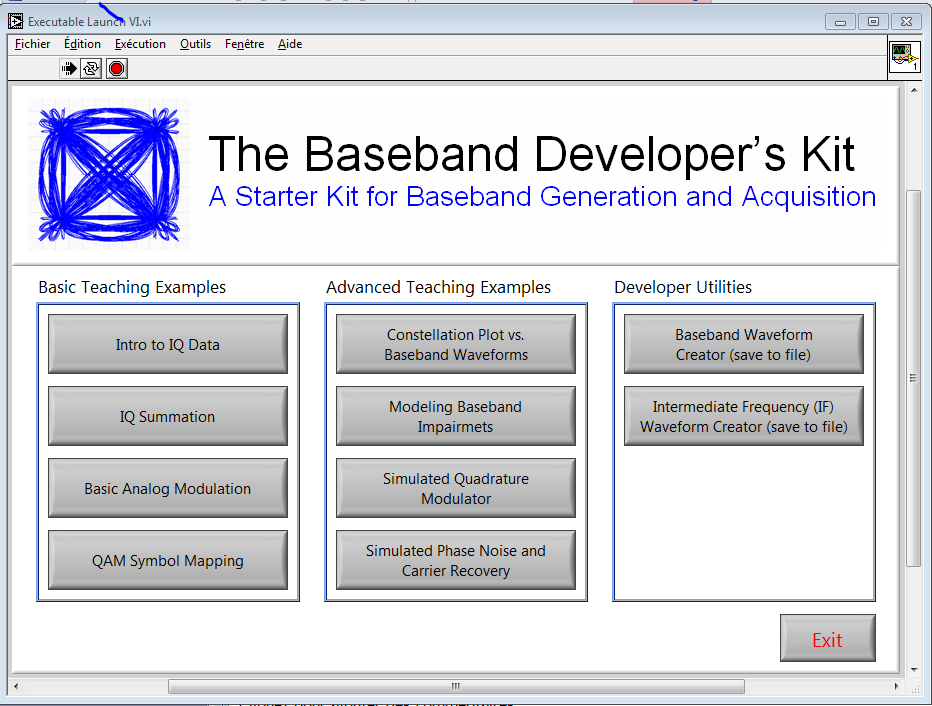 Executable Launch VI.vi
Fichier Édition Exécution Outils Fenêtre Aide
1
The Baseband Developer's Kit
A Starter Kit for Baseband Generation and Acquisition
Basic Teaching Examples
Intro to IQ Data
IQ Summation
Basic Analog Modulation
QAM Symbol Mapping
Advanced Teaching Examples
Constellation Plot vs.
Baseband Waveforms
Modeling Baseband
Impairmets
Simulated Quadrature
Modulator
Simulated Phase Noise and
Carrier Recovery
Developer Utilities
Baseband Waveform
Creator (save to file)
Intermediate Frequency (IF)
Waveform Creator (save to file)
Exit